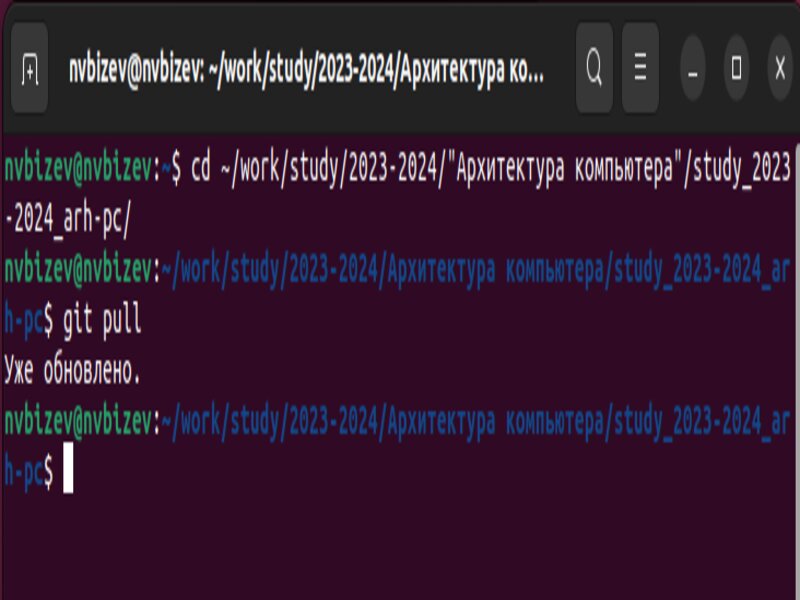 nvbizev@nvbizev: ~/work/study/2023-2024/Архитектура ко...
nvbizev@nvbizev:~$ cd ~/work/study/2023-2024/"Архитектура компьютера"/study_2023
-2024_arh-pc/
nvbizev@nvbizev:~/work/study/2023-2024/Архитектура компьютера/study_2023-2024_ar
h-pc$ git pull
Уже обновлено.
nvbizev@nvbizev:~/work/study/2023-2024/Архитектура компьютера/study_2023-2024_ar
h-pc$